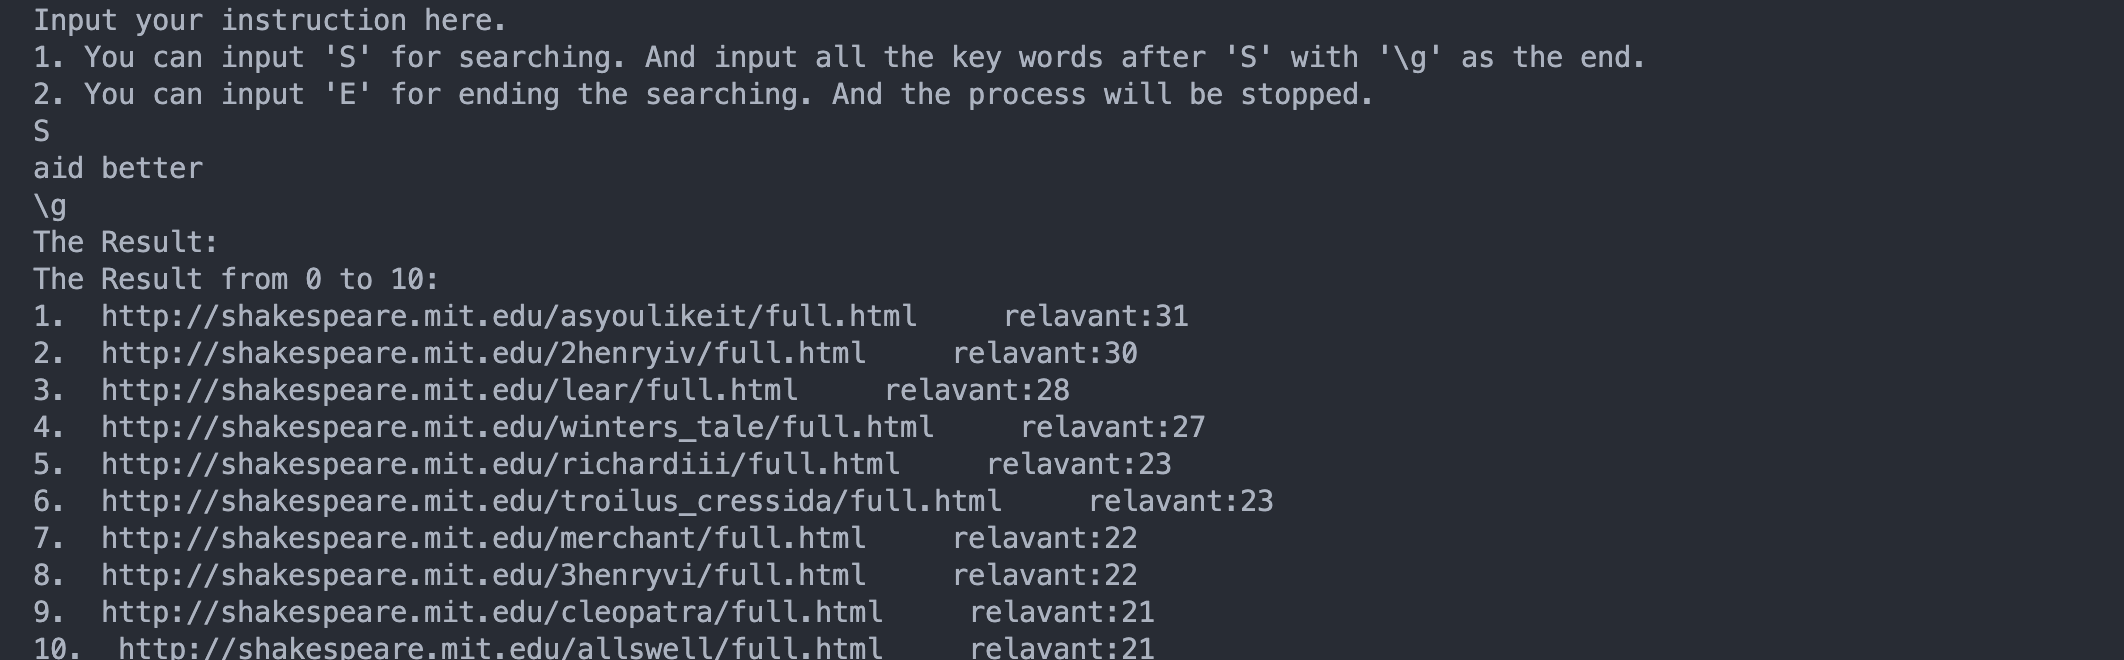 Input your instruction here.
1. You can input 'S' for searching. And input all the key words after 'S' with '\g' as the end.
2. You can input 'E' for ending the searching. And the process will be stopped.
S
aid better
\g
The Result:
The Result from 0 to 10:
1.  http://shakespeare.mit.edu/asyoulikeit/full.html     relavant:31
2.  http://shakespeare.mit.edu/2henryiv/full.html     relavant:30
3.  http://shakespeare.mit.edu/lear/full.html     relavant:28
4.  http://shakespeare.mit.edu/winters_tale/full.html     relavant:27
5.  http://shakespeare.mit.edu/richardiii/full.html     relavant:23
6.  http://shakespeare.mit.edu/troilus_cressida/full.html     relavant:23
7.  http://shakespeare.mit.edu/merchant/full.html     relavant:22
8.  http://shakespeare.mit.edu/3henryvi/full.html     relavant:22
9.  http://shakespeare.mit.edu/cleopatra/full.html     relavant:21
10.  http://shakespeare.mit.edu/allswell/full.html     relavant:21